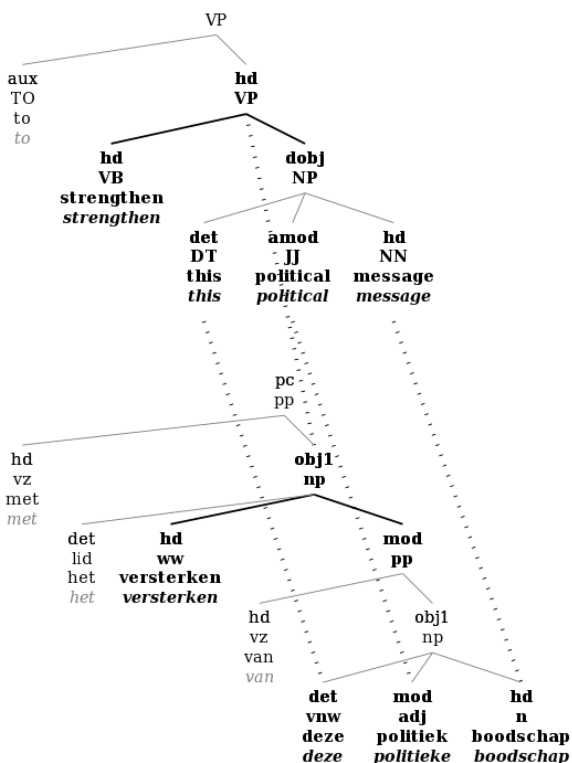 VP
aux hd
TO VP
to
to
hd dobj
VB NP
strengthen
strengthen
det amod hd
DT JJ NN
this political message
this political message
pc
pp
hd obj1
vz np
met
met
det hd mod
lid ww pp
het versterken
het versterken
hd obj1
vz np
van
van
det mod hd
vnw adj n
deze politiek boodschap
deze politieke boodschap